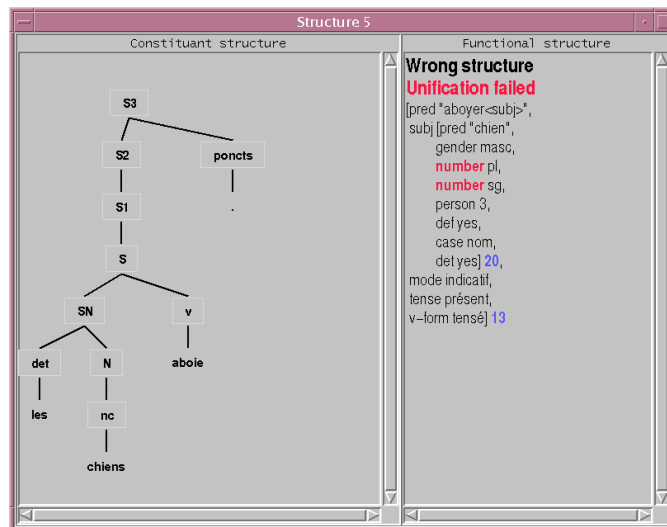 Structure 5
Constituant structure
Functional structure
S3
S2 poncts
S1 .
S
SN v
det N aboie
les nc
chiens
Wrong structure
Unification failed
[pred "aboyer<subj>",
subj [pred "chien",
gender masc,
number pl,
number sg,
person 3,
def yes,
case nom,
det yes] 20,
mode indicatif,
tense présent,
v-form tensé] 13